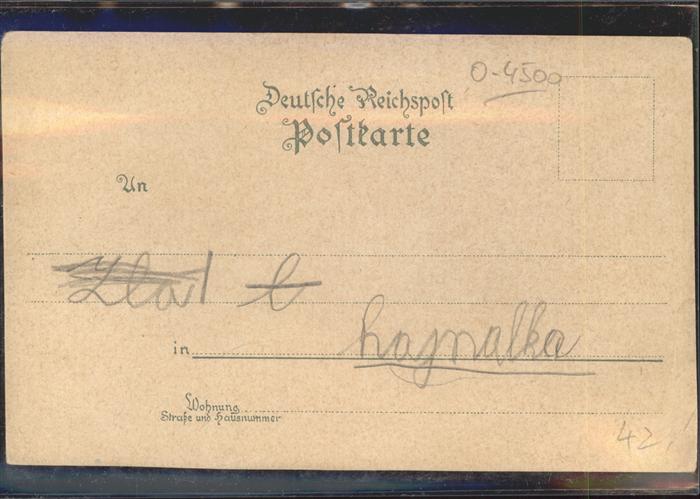 O-4500
Deutsche Reichspost
Postkarte
An
in hajnalka
Wohnung
Straße und Hausnummer
42,